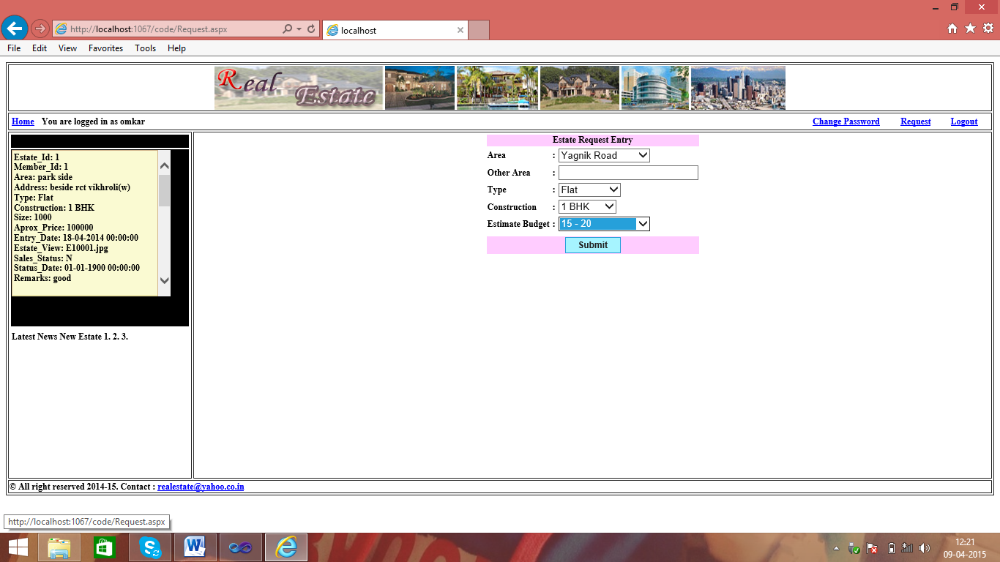 http://localhost:1067/code/Request.aspx
localhost
File Edit View Favorites Tools Help
Real Estate
Home You are logged in as omkar Change Password Request Logout
Estate_Id: 1
Member_Id: 1
Area: park side
Address: beside rct vikhroli(w)
Type: Flat
Construction: 1 BHK
Size: 1000
Aprox_Price: 100000
Entry_Date: 18-04-2014 00:00:00
Estate_View: E10001.jpg
Sales_Status: N
Status_Date: 01-01-1900 00:00:00
Remarks: good
Latest News New Estate 1. 2. 3.
Estate Request Entry
Area : Yagnik Road
Other Area :
Type : Flat
Construction : 1 BHK
Estimate Budget : 15 - 20
Submit
© All right reserved 2014-15. Contact : realestate@yahoo.co.in
http://localhost:1067/code/Request.aspx
12:21
09-04-2015